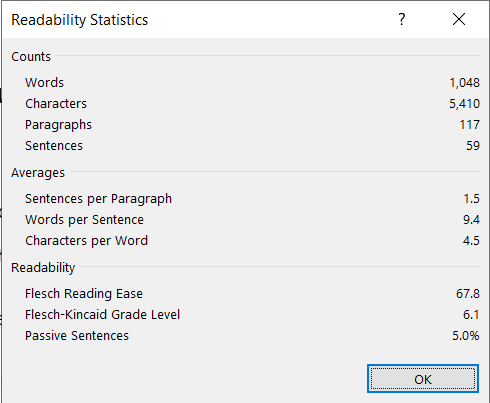 Readability Statistics ? ×
Counts
Words 1,048
Characters 5,410
Paragraphs 117
Sentences 59
Averages
Sentences per Paragraph 1.5
Words per Sentence 9.4
Characters per Word 4.5
Readability
Flesch Reading Ease 67.8
Flesch-Kincaid Grade Level 6.1
Passive Sentences 5.0%
OK